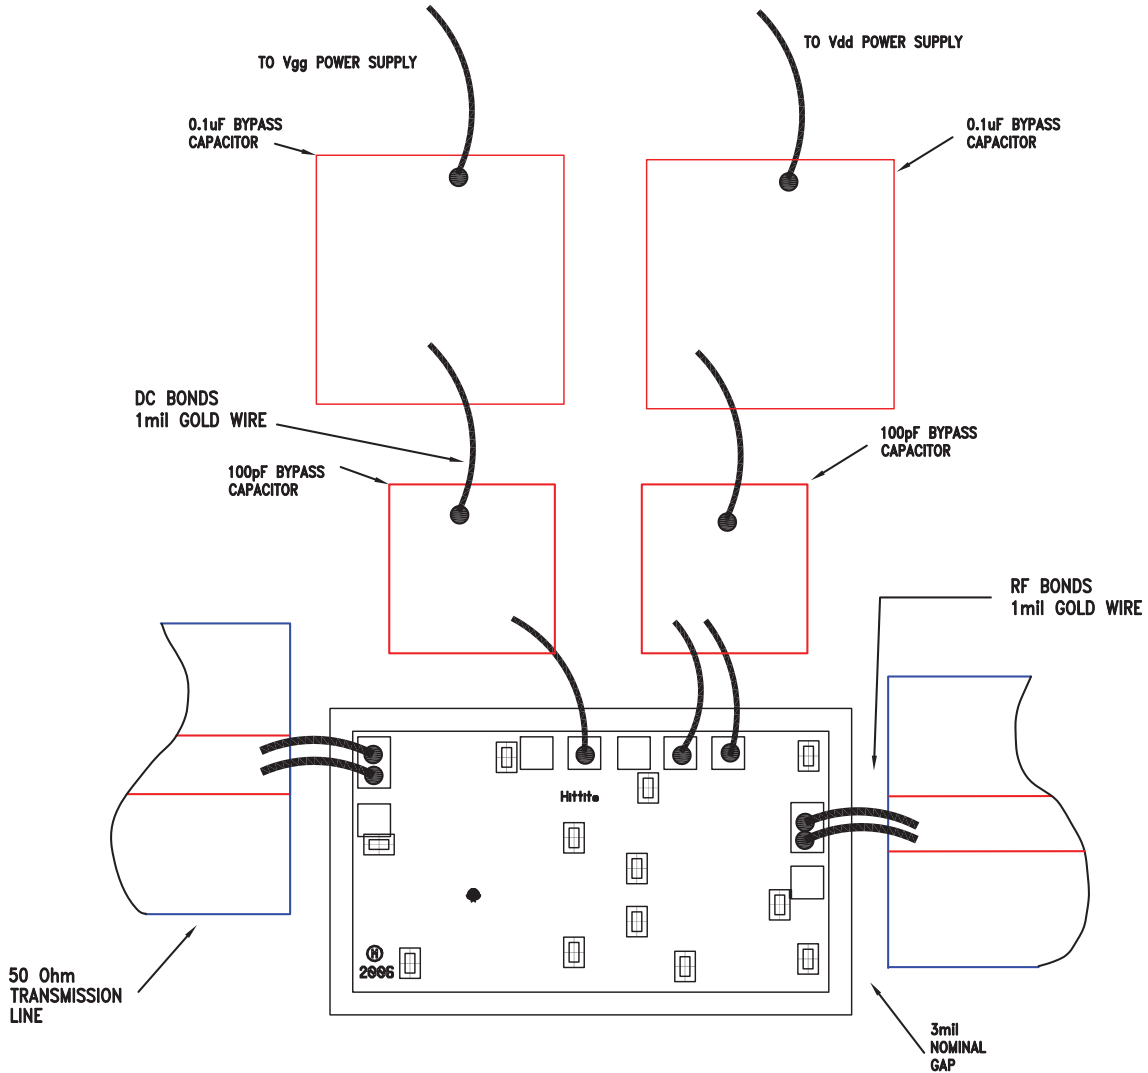 TO Vgg POWER SUPPLY
TO Vdd POWER SUPPLY
0.1uF BYPASS
CAPACITOR
0.1uF BYPASS
CAPACITOR
DC BONDS
1mil GOLD WIRE
100pF BYPASS
CAPACITOR
100pF BYPASS
CAPACITOR
RF BONDS
1mil GOLD WIRE
Hittite
H
2006
50 Ohm
TRANSMISSION
LINE
3mil
NOMINAL
GAP